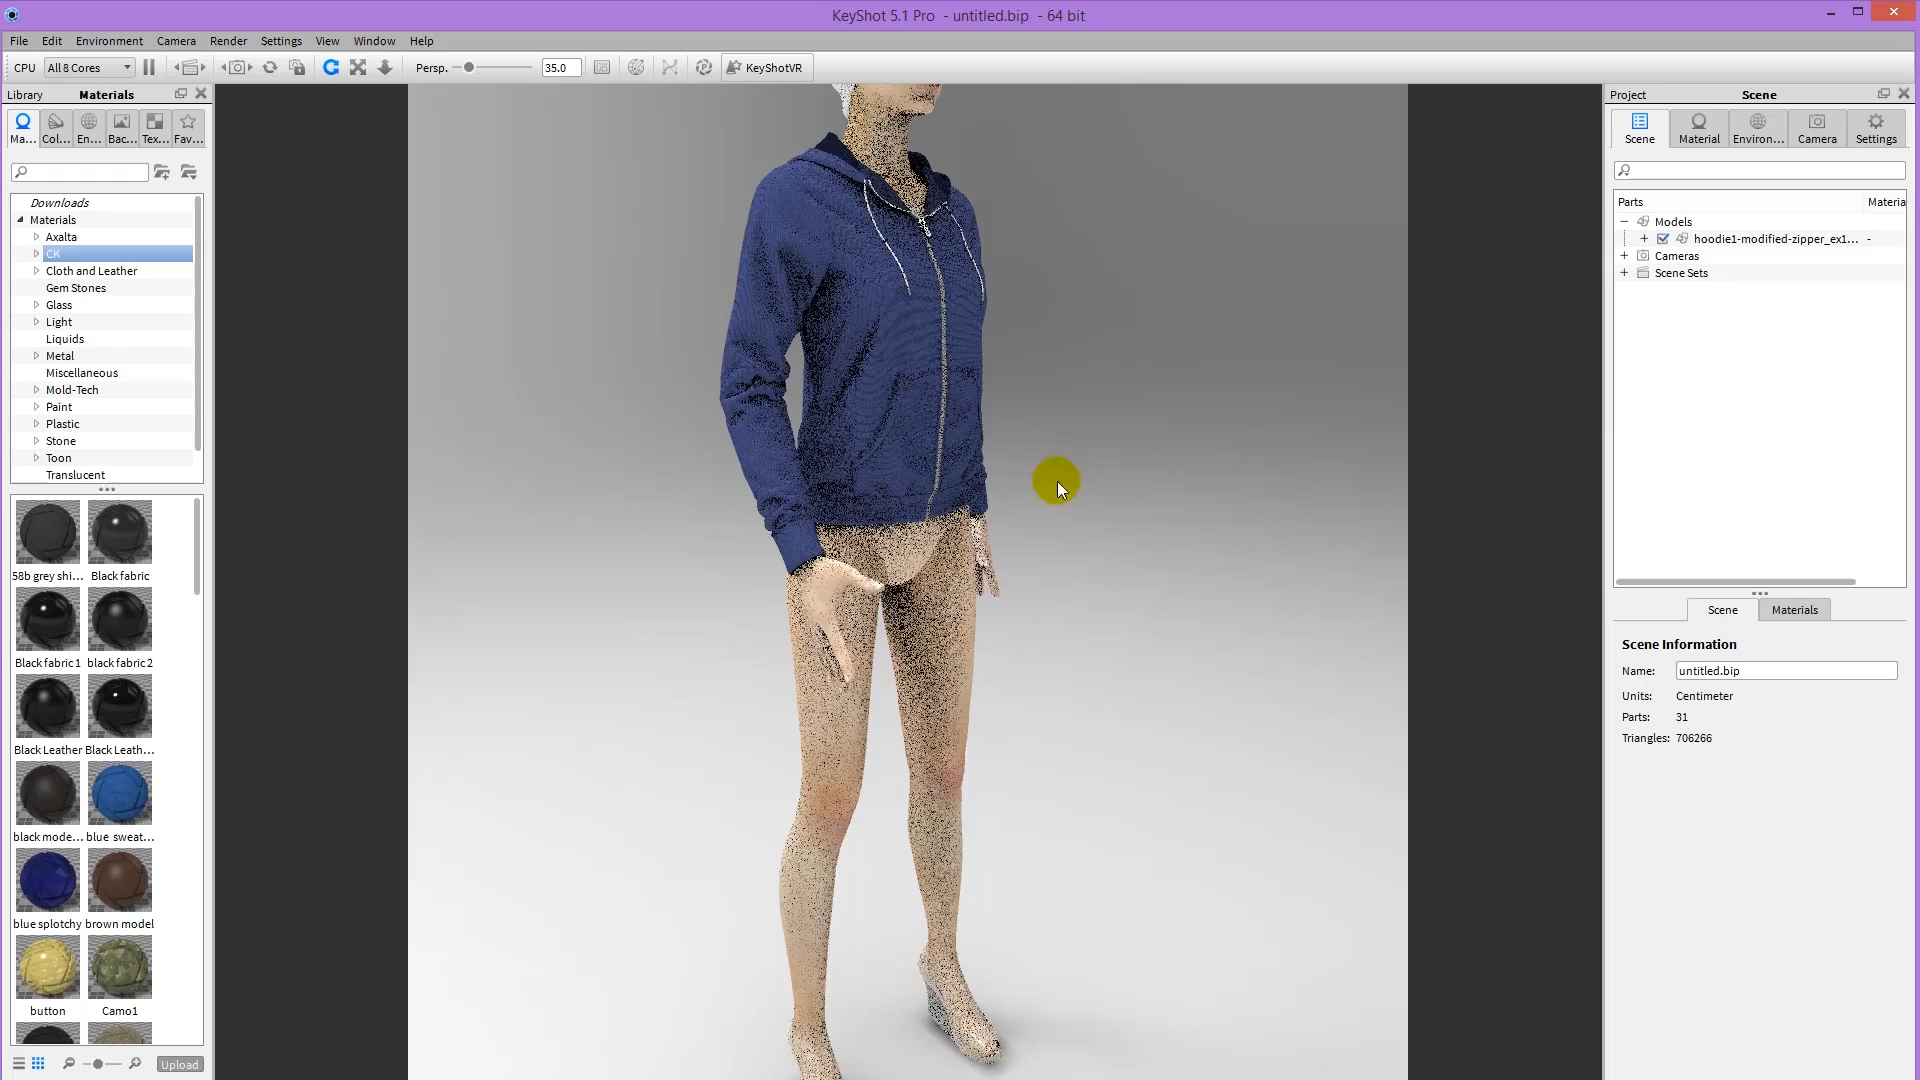 KeyShot 5.1 Pro - untitled.bip - 64 bit
File Edit Environment Camera Render Settings View Window Help
CPU All 8 Cores Persp. 35.0 KeyShotVR
Library Materials
Ma... Col... En... Bac... Tex... Fav...
Downloads
Materials
Axalta
CK
Cloth and Leather
Gem Stones
Glass
Light
Liquids
Metal
Miscellaneous
Mold-Tech
Paint
Plastic
Stone
Toon
Translucent
58b grey shi... Black fabric
Black fabric 1 black fabric 2
Black Leather Black Leath...
black mode... blue sweat...
blue splotchy brown model
button Camo1
Upload
Project Scene
Scene Material Environ... Camera Settings
Parts Materia
Models
hoodie1-modified-zipper_ex1... -
Cameras
Scene Sets
Scene Materials
Scene Information
Name: untitled.bip
Units: Centimeter
Parts: 31
Triangles: 706266